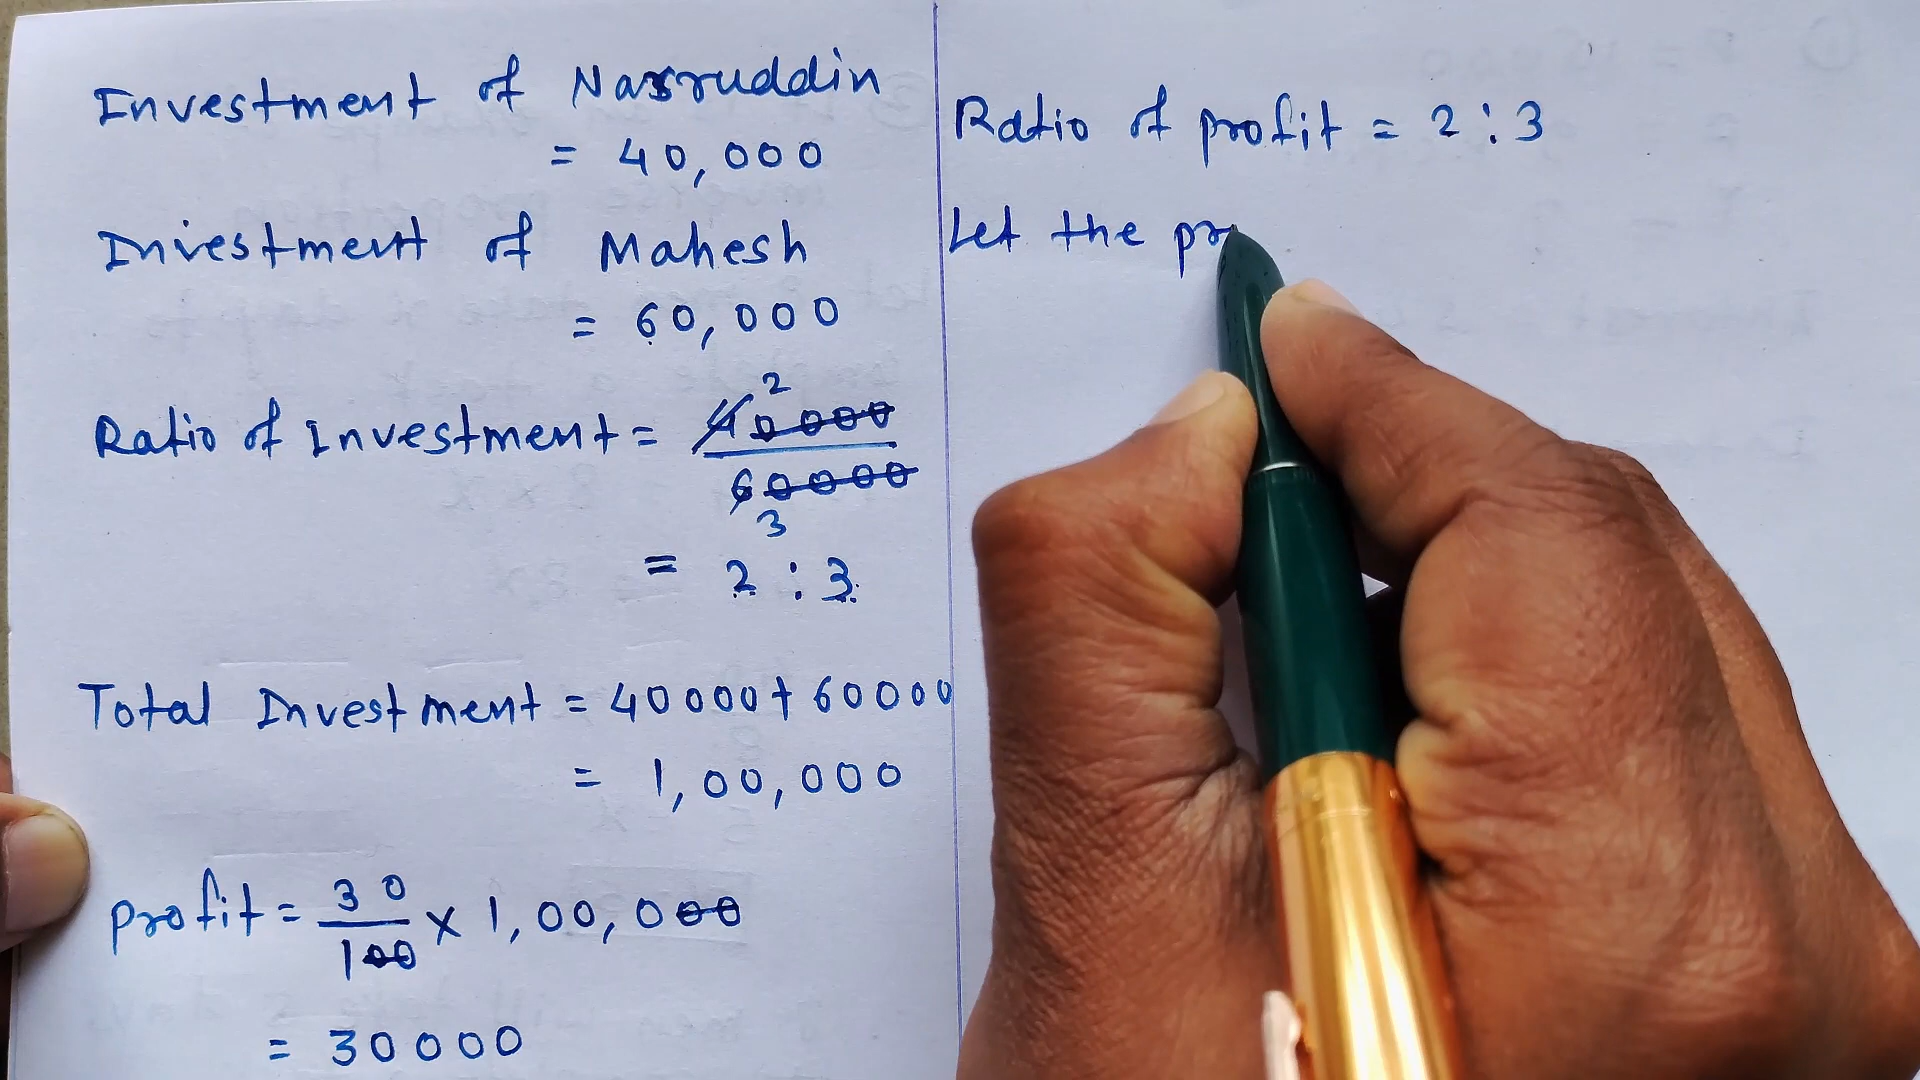 Investment of Nasruddin
= 40,000
Investment of Mahesh
= 60,000
Ratio of Investment = 40000/60000
2
3
= 2 : 3
Total Investment = 40000 + 60000
= 1,00,000
profit = 30/100 x 1,00,000
= 30000
Ratio of profit = 2 : 3
Let the pr